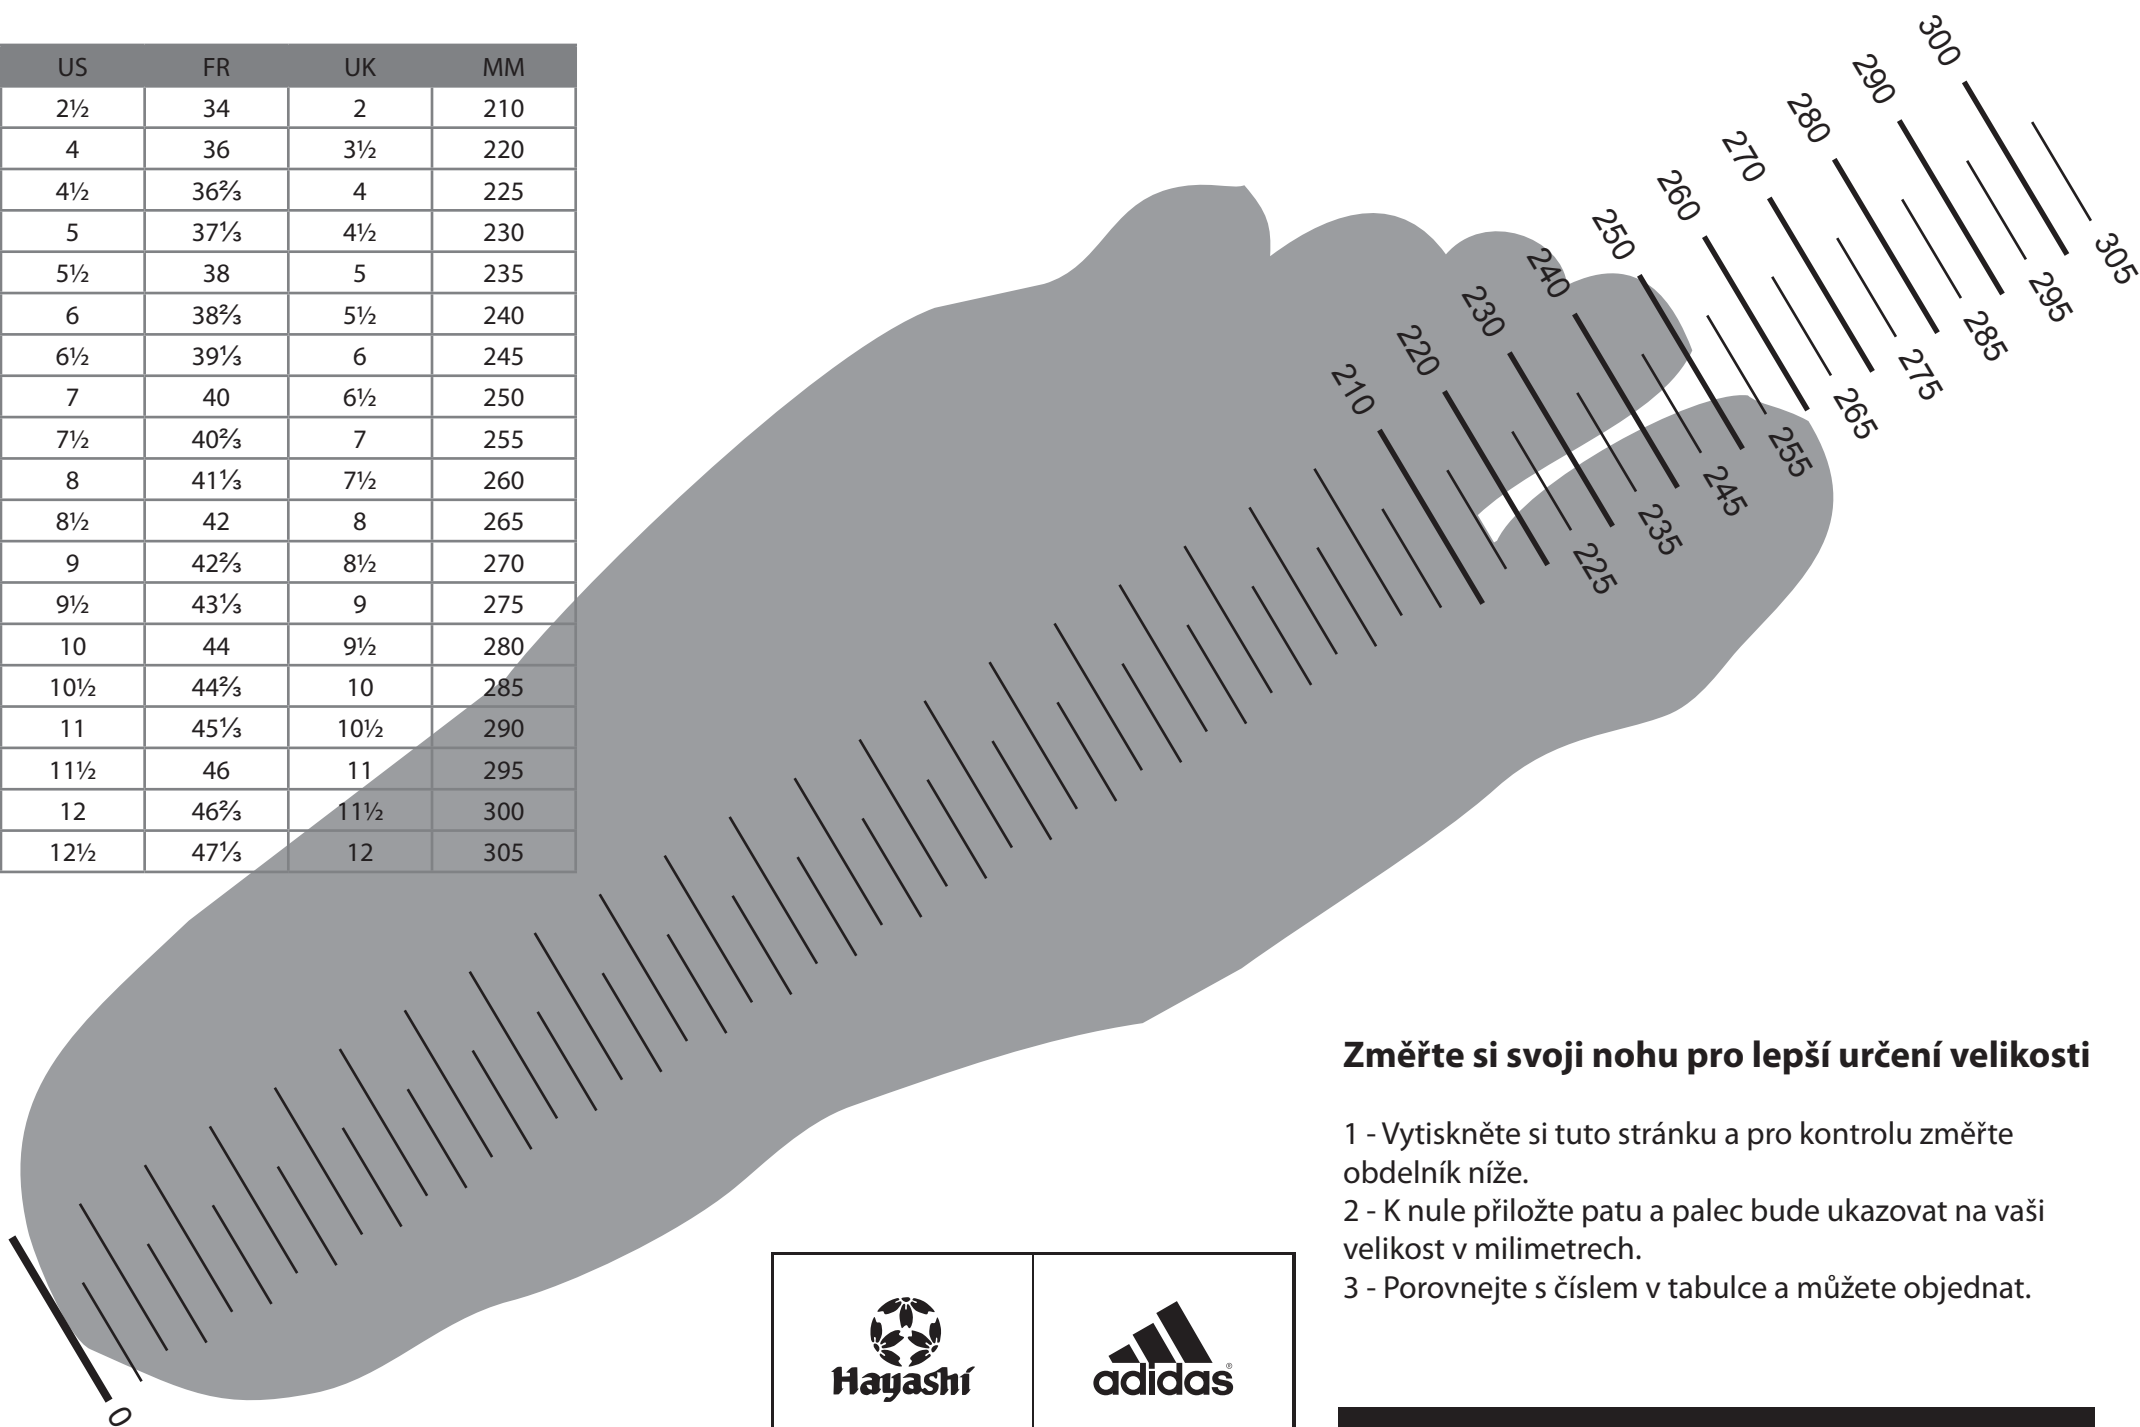 US FR UK MM
2½ 34 2 210
4 36 3½ 220
4½ 36⅔ 4 225
5 37⅓ 4½ 230
5½ 38 5 235
6 38⅔ 5½ 240
6½ 39⅓ 6 245
7 40 6½ 250
7½ 40⅔ 7 255
8 41⅓ 7½ 260
8½ 42 8 265
9 42⅔ 8½ 270
9½ 43⅓ 9 275
10 44 9½ 280
10½ 44⅔ 10 285
11 45⅓ 10½ 290
11½ 46 11 295
12 46⅔ 11½ 300
12½ 47⅓ 12 305
0
210
220
230
240
250
260
270
280
290
300
225
235
245
255
265
275
285
295
305
Změřte si svoji nohu pro lepší určení velikosti
1 - Vytiskněte si tuto stránku a pro kontrolu změřte
obdelník níže.
2 - K nule přiložte patu a palec bude ukazovat na vaši
velikost v milimetrech.
3 - Porovnejte s číslem v tabulce a můžete objednat.
Hayashi
adidas®